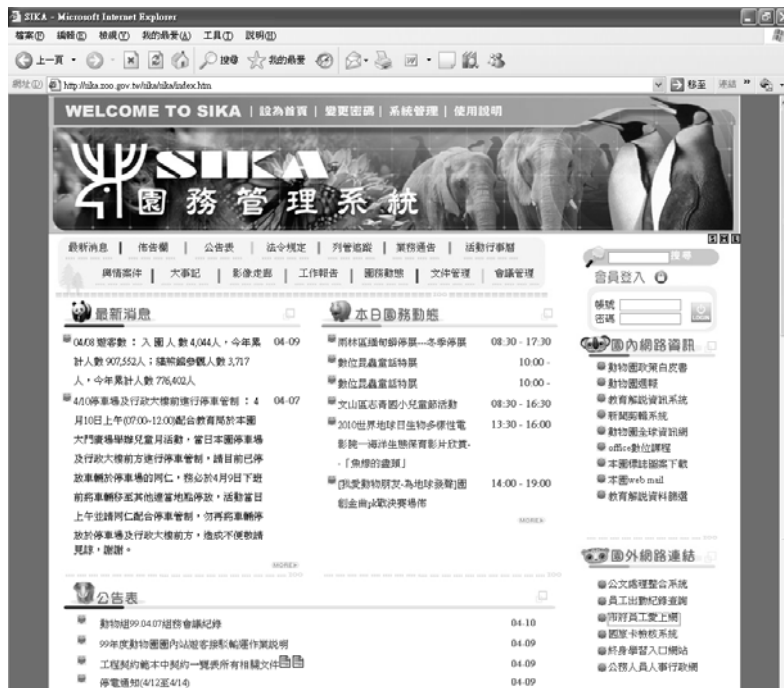 SIKA - Microsoft Internet Explorer
檔案(F) 編輯(E) 檢視(V) 我的最愛(A) 工具(T) 說明(H)
上一頁 搜尋 我的最愛
網址(D) http://sika.zoo.gov.tw/sika/sika/index.htm 移至 連結 »
WELCOME TO SIKA | 設為首頁 | 變更密碼 | 系統管理 | 使用說明
SIKA
園務管理系統
最新消息 | 佈告欄 | 公告表 | 法令規定 | 列管追蹤 | 業務通告 | 活動行事曆
輿情案件 | 大事記 | 影像走廊 | 工作報告 | 園務動態 | 文件管理 | 會議管理
最新消息
04/08 遊客數：入園人數4,044人，今年累 04-09
計人數 907,552人；貓熊館參觀人數 3,717
人，今年累計人數 776,402人
4/10停車場及行政大樓前進行停車管制：4 04-07
月10日上午(07:00~12:00)配合教育局於本園
大門廣場舉辦兒童月活動，當日本園停車場
及行政大樓前方進行停車管制，請目前已停
放車輛於停車場的同仁，務必於4月9日下班
前將車輛移至其他適當地點停放，活動當日
上午並請同仁配合停車管制，勿再將車輛停
放於停車場及行政大樓前方，造成不便敬請
見諒，謝謝。
MORE
本日園務動態
雨林區緬甸節停展---冬季停展 08:30 - 17:30
數位昆蟲童話特展 10:00 -
數位昆蟲童話特展 10:00 -
文山區志青國小兒童節活動 08:30 - 16:30
2010世界地球日生物多樣性電 13:30 - 16:00
影院—海洋生態保育影片欣賞-
-「魚線的盡頭」
[我愛動物朋友-為地球發聲]園 14:00 - 19:00
創金曲pk戰決賽場佈
MORE
公告表
動物組99.04.07組務會議紀錄 04-10
99年度動物園園內站遊客接駁輸運作業說明 04-09
工程契約範本中契約一覽表所有相關文件 04-09
停電通知(4/12至4/14) 04-09
S M L
搜尋
會員登入
帳號
密碼
LOGIN
園內網路資訊
動物園政策白皮書
動物園週報
教育解說資訊系統
新聞剪輯系統
動物園全球資訊網
office數位課程
本園標誌圖案下載
本園web mail
教育解說資料篩選
園外網路連結
公文處理整合系統
員工出勤紀錄查詢
市府員工愛上網
國旅卡檢核系統
終身學習入口網站
公務人員人事行政網